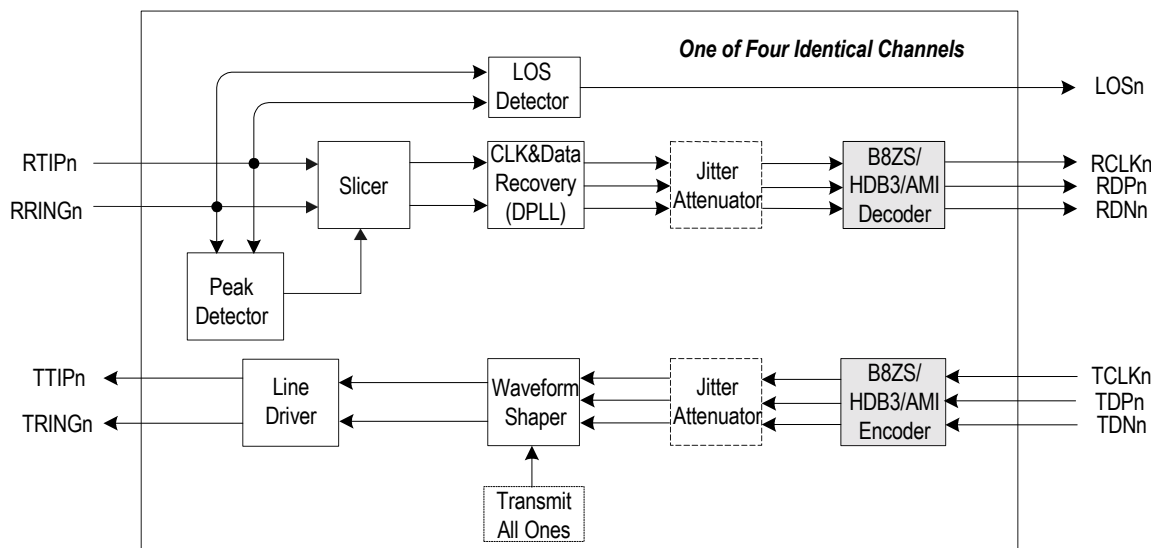 One of Four Identical Channels
LOS
Detector
LOSn
RTIPn
RRINGn
Slicer
CLK&Data
Recovery
(DPLL)
Jitter
Attenuator
B8ZS/
HDB3/AMI
Decoder
RCLKn
RDPn
RDNn
Peak
Detector
TTIPn
TRINGn
Line
Driver
Waveform
Shaper
Jitter
Attenuator
B8ZS/
HDB3/AMI
Encoder
TCLKn
TDPn
TDNn
Transmit
All Ones